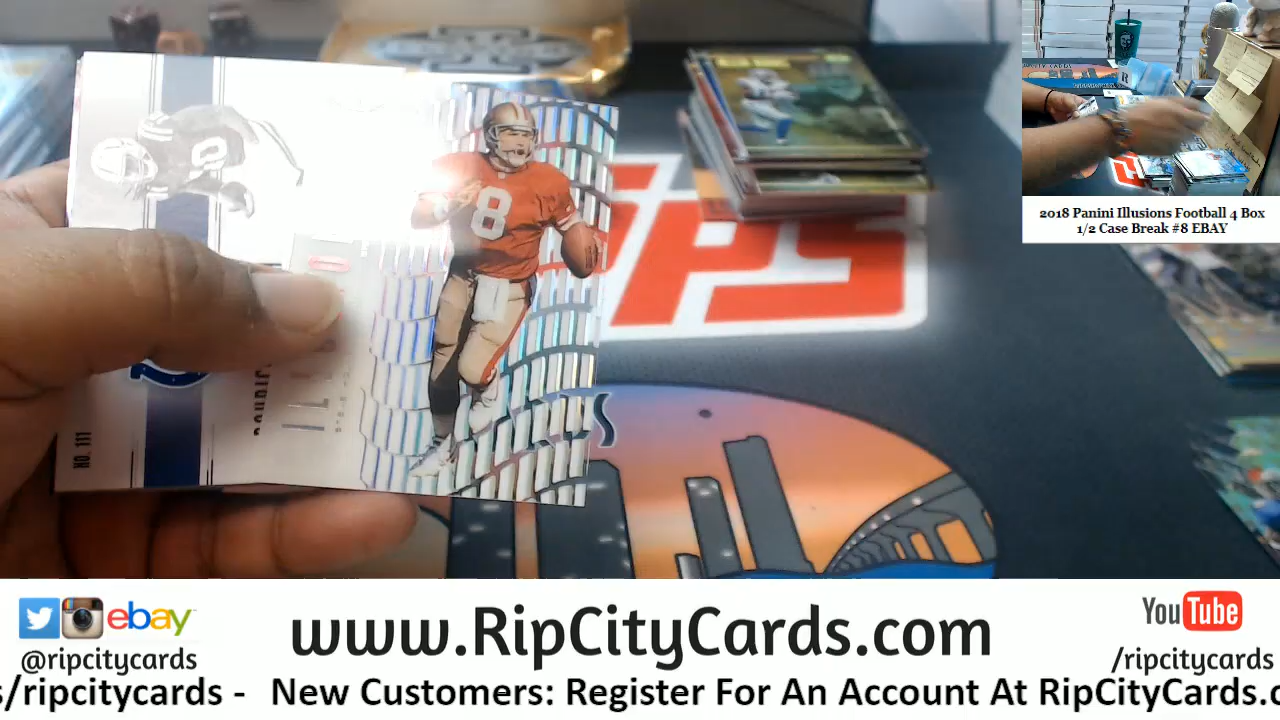 8
NO. 111
2018 Panini Illusions Football 4 Box
1/2 Case Break #8 EBAY
ebay
www.RipCityCards.com
YouTube
@ripcitycards
/ripcitycards
s/ripcitycards - New Customers: Register For An Account At RipCityCards.c